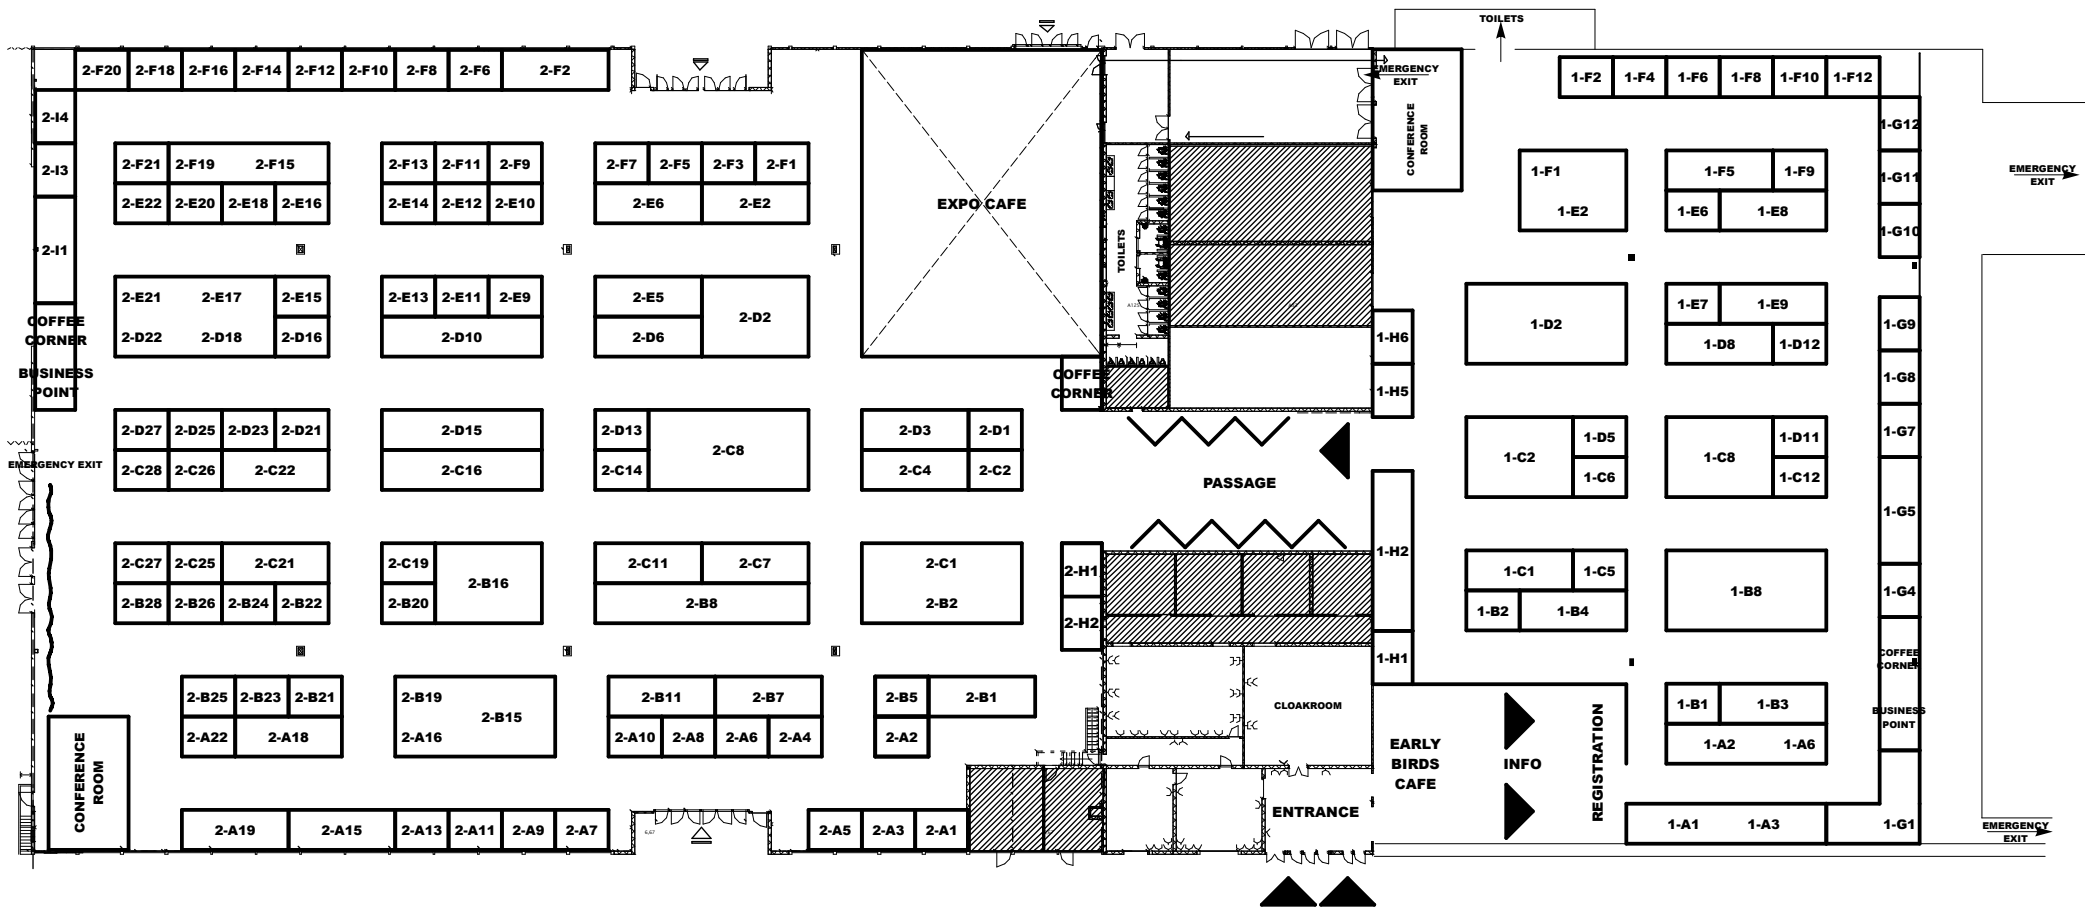 TOILETS
2-F20 2-F18 2-F16 2-F14 2-F12 2-F10 2-F8 2-F6 2-F2
EMERGENCY
EXIT
1-F2 1-F4 1-F6 1-F8 1-F10 1-F12
2-I4
2-I3
2-I1
COFFEE
CORNER
BUSINESS
POINT
2-F21 2-F19 2-F15 2-F13 2-F11 2-F9 2-F7 2-F5 2-F3 2-F1
2-E22 2-E20 2-E18 2-E16 2-E14 2-E12 2-E10 2-E6 2-E2
EXPO CAFE
TOILETS
CONFERENCE
ROOM
1-F1 1-F5 1-F9
1-E2 1-E6 1-E8
1-G12
1-G11
1-G10
EMERGENCY
EXIT
2-E21 2-E17 2-E15 2-E13 2-E11 2-E9 2-E5
2-D2
2-D22 2-D18 2-D16 2-D10 2-D6
COFFEE
CORNER
1-H6
1-H5
1-D2
1-E7 1-E9
1-D8 1-D12
1-G9
1-G8
1-G7
2-D27 2-D25 2-D23 2-D21 2-D15 2-D13 2-D3 2-D1
2-C8
2-C28 2-C26 2-C22 2-C16 2-C14 2-C4 2-C2
EMERGENCY EXIT
PASSAGE
1-C2 1-D5 1-C8 1-D11
1-C6 1-C12
1-G5
2-C27 2-C25 2-C21 2-C19 2-C11 2-C7 2-C1
2-B16
2-B28 2-B26 2-B24 2-B22 2-B20 2-B8 2-B2
2-H1
2-H2
1-H2
1-H1
1-C1 1-C5
1-B2 1-B4
1-B8
1-G4
COFFEE
CORNER
BUSINESS
POINT
2-B25 2-B23 2-B21 2-B19 2-B11 2-B7 2-B5 2-B1
2-B15
2-A22 2-A18 2-A16 2-A10 2-A8 2-A6 2-A4 2-A2
CLOAKROOM
EARLY
BIRDS
CAFE
INFO
REGISTRATION
1-B1 1-B3
1-A2 1-A6
CONFERENCE
ROOM
2-A19 2-A15 2-A13 2-A11 2-A9 2-A7 2-A5 2-A3 2-A1
ENTRANCE
1-A1 1-A3 1-G1
EMERGENCY
EXIT